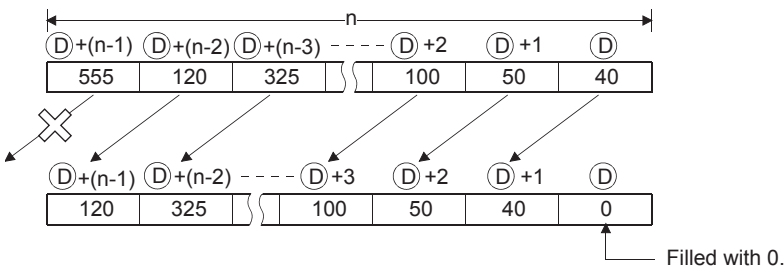 n
Ⓓ+(n-1) Ⓓ+(n-2) Ⓓ+(n-3) Ⓓ+2 Ⓓ+1 Ⓓ
555 120 325 100 50 40
Ⓓ+(n-1) Ⓓ+(n-2) Ⓓ+3 Ⓓ+2 Ⓓ+1 Ⓓ
120 325 100 50 40 0
Filled with 0.